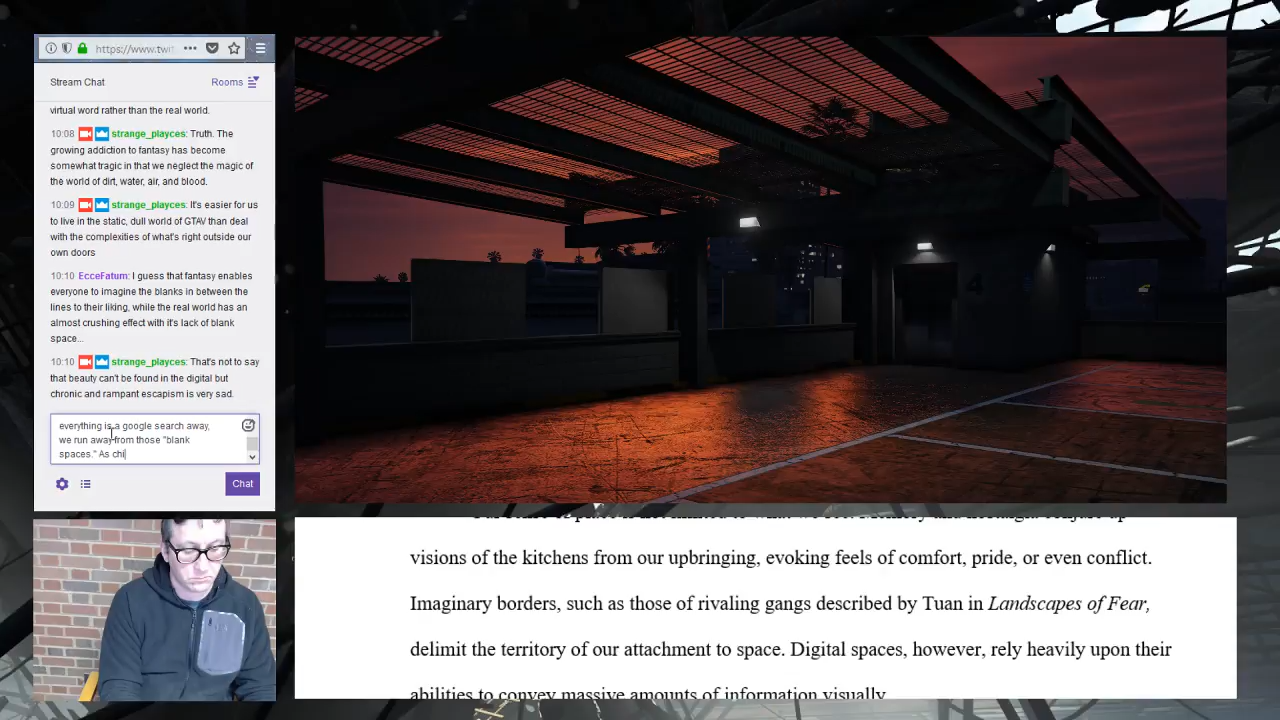 https://www.twit
Stream Chat
Rooms
virtual word rather than the real world.
10:08 strange_playces: Truth. The
growing addiction to fantasy has become
somewhat tragic in that we neglect the magic of
the world of dirt, water, air, and blood.
10:09 strange_playces: It's easier for us
to live in the static, dull world of GTAV than deal
with the complexities of what's right outside our
own doors
10:10 EcceFatum: I guess that fantasy enables
everyone to imagine the blanks in between the
lines to their liking, while the real world has an
almost crushing effect with it's lack of blank
space...
10:10 strange_playces: That's not to say
that beauty can't be found in the digital but
chronic and rampant escapism is very sad.
everything is a google search away,
we run away from those "blank
spaces." As chi
Chat
4
visions of the kitchens from our upbringing, evoking feels of comfort, pride, or even conflict.
Imaginary borders, such as those of rivaling gangs described by Tuan in Landscapes of Fear,
delimit the territory of our attachment to space. Digital spaces, however, rely heavily upon their
abilities to convey massive amounts of information visually